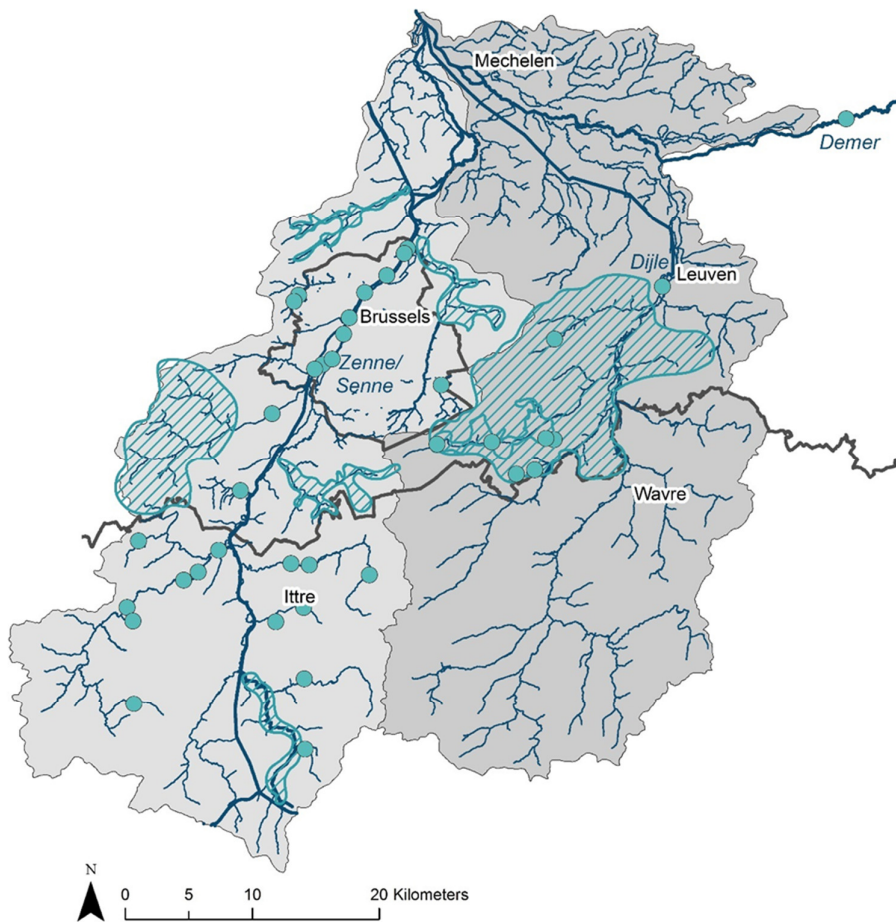 Mechelen
Demer
Dijle
Leuven
Brussels
Zenne/
Senne
Wavre
Ittre
N
0 5 10 20 Kilometers